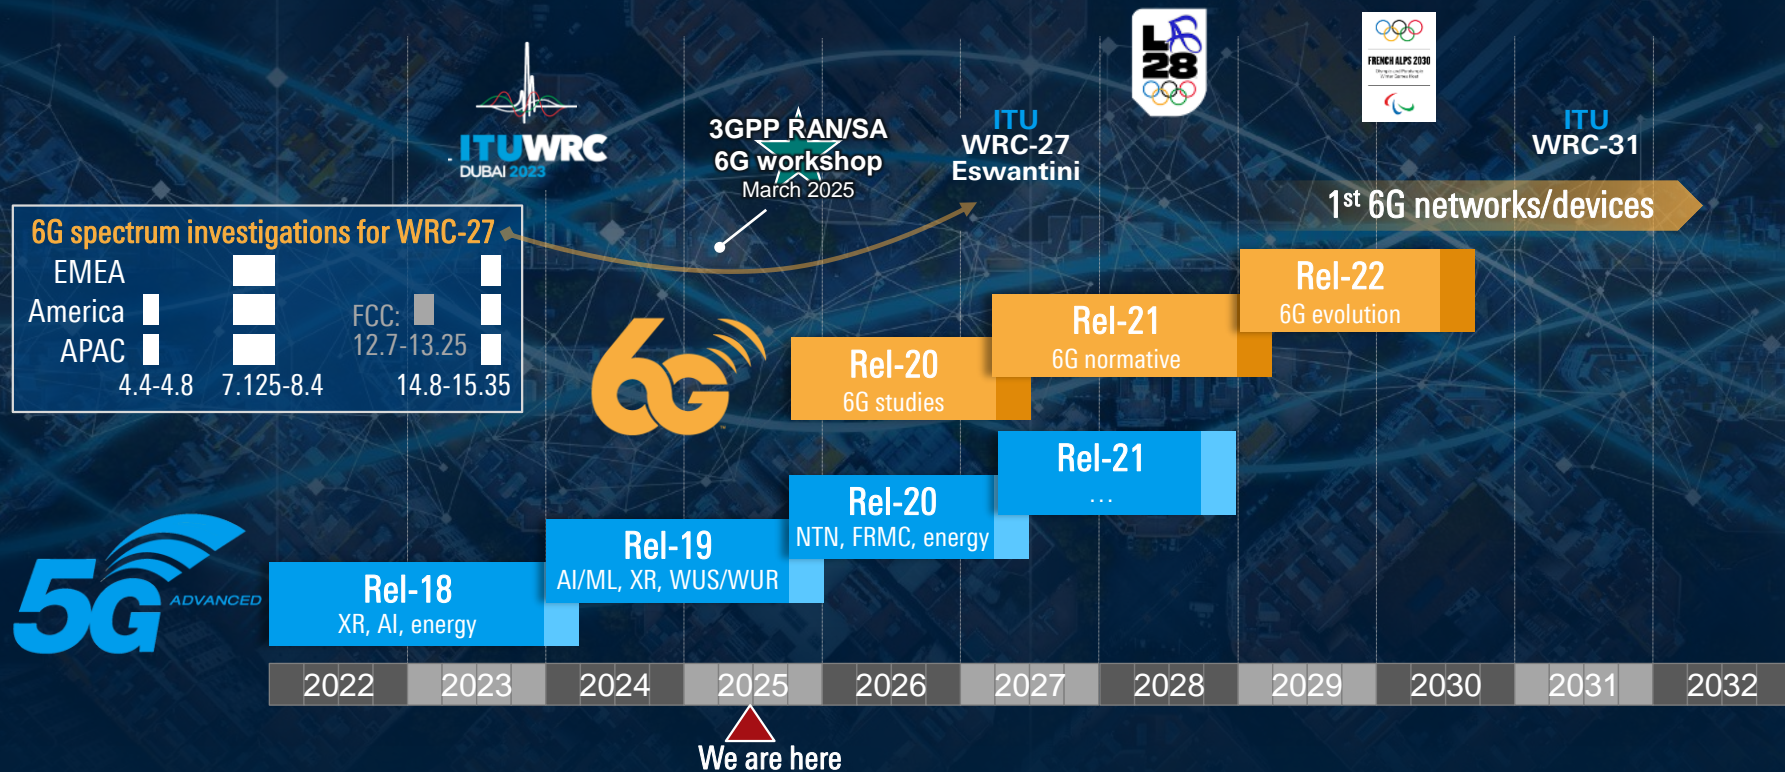 LA
28
FRENCH ALPS 2030
ITUWRC
DUBAI 2023
3GPP RAN/SA
6G workshop
March 2025
ITU
WRC-27
Eswantini
ITU
WRC-31
1st 6G networks/devices
6G spectrum investigations for WRC-27
EMEA
America
APAC
FCC:
12.7-13.25
4.4-4.8
7.125-8.4
14.8-15.35
6G
Rel-22
6G evolution
Rel-21
6G normative
Rel-20
6G studies
Rel-21
...
Rel-20
NTN, FRMC, energy
Rel-19
AI/ML, XR, WUS/WUR
Rel-18
XR, AI, energy
5G
ADVANCED
2022
2023
2024
2025
2026
2027
2028
2029
2030
2031
2032
We are here